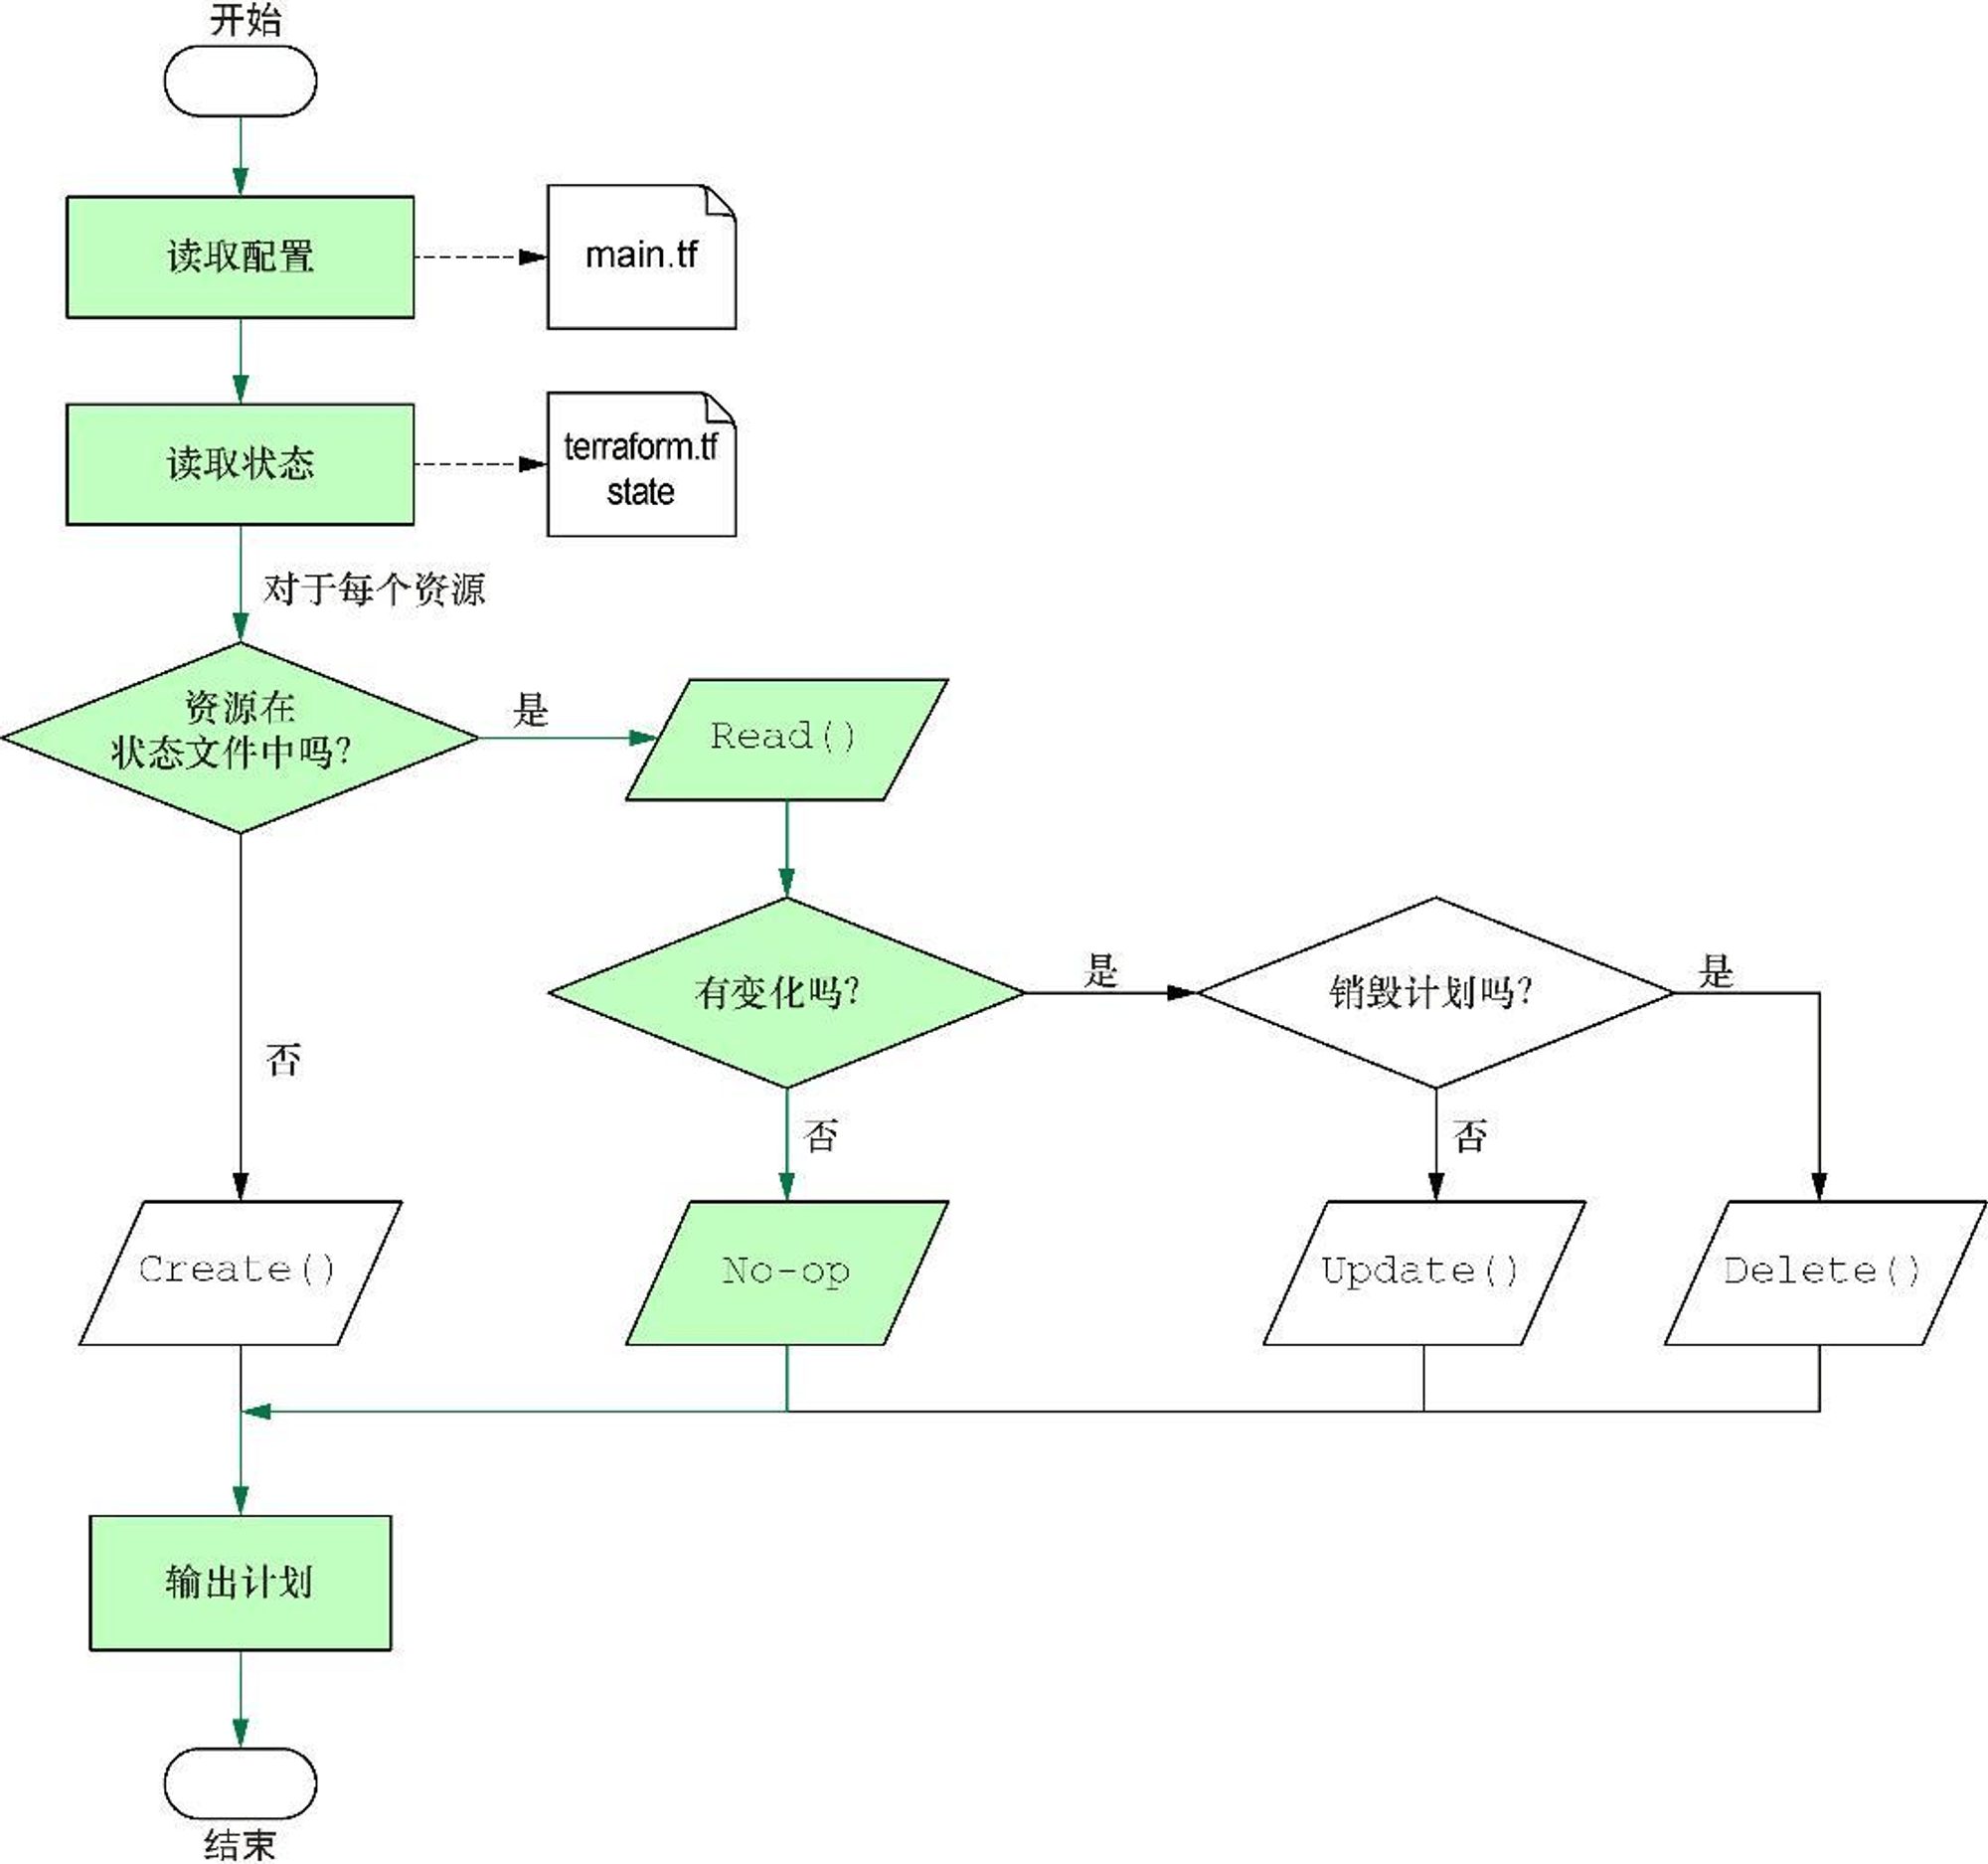 开始
读取配置
main.tf
读取状态
terraform.tf
state
对于每个资源
资源在
状态文件中吗?
是
Read()
有变化吗?
是
销毁计划吗?
是
否
否
否
Create()
No-op
Update()
Delete()
输出计划
结束